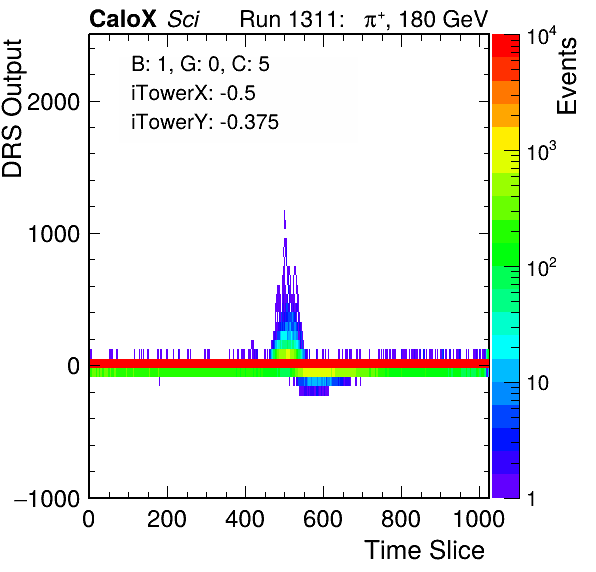 CaloX Sci Run 1311: π⁺, 180 GeV
B: 1, G: 0, C: 5
iTowerX: -0.5
iTowerY: -0.375
DRS Output
2000
1000
0
−1000
0 200 400 600 800 1000
Time Slice
10⁴
10³
10²
10
1
Events